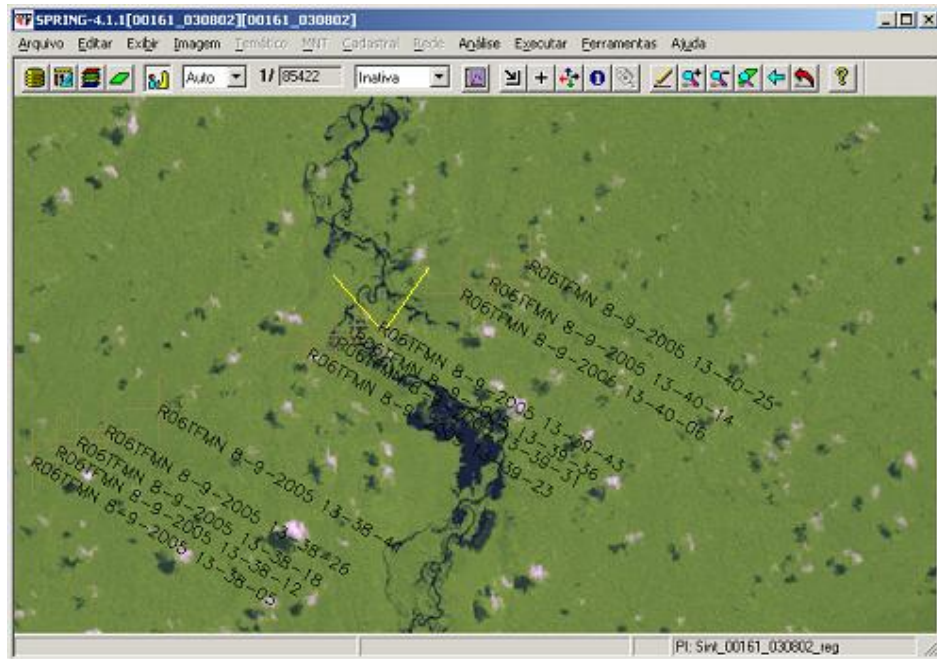 SPRING-4.1.1[00161_030802][00161_030802]
Arquivo Editar Exibir Imagem Temático MNT Cadastral Rede Análise Executar Ferramentas Ajuda
Auto 1/ 85422 Inativa
R06TFMN 8-9-2005 13-40-25
R06TFMN 8-9-2005 13-40-14
R06TFMN 8-9-2005 13-40-06
R06TFMN 8-9-2005 13-39-43
R06TFMN 8-9-2005 13-39-36
R06TFMN 8-9-2005 13-39-31
R06TFMN 8-9-2005 13-39-23
R06TFMN 8-9-2005 13-38-4
R06TFMN 8-9-2005 13-38-26
R06TFMN 8-9-2005 13-38-18
R06TFMN 8-9-2005 13-38-12
R06TFMN 8-9-2005 13-38-05
PI: Sint_00161_030802_reg